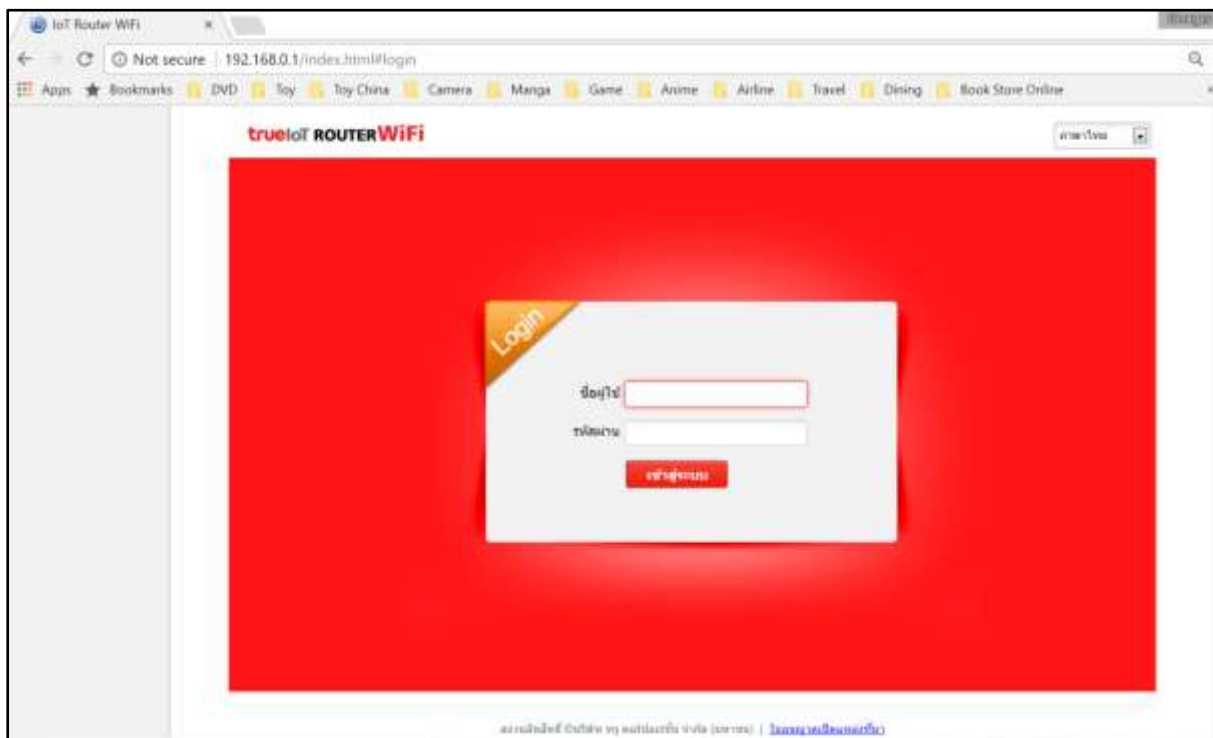 IoT Router WiFi
Not secure 192.168.0.1/index.html#login
Apps Bookmarks DVD Toy Toy China Camera Manga Game Anime Airline Travel Dining Book Store Online
trueIoT ROUTER WiFi ภาษาไทย
Login
ชื่อผู้ใช้
รหัสผ่าน
เข้าสู่ระบบ